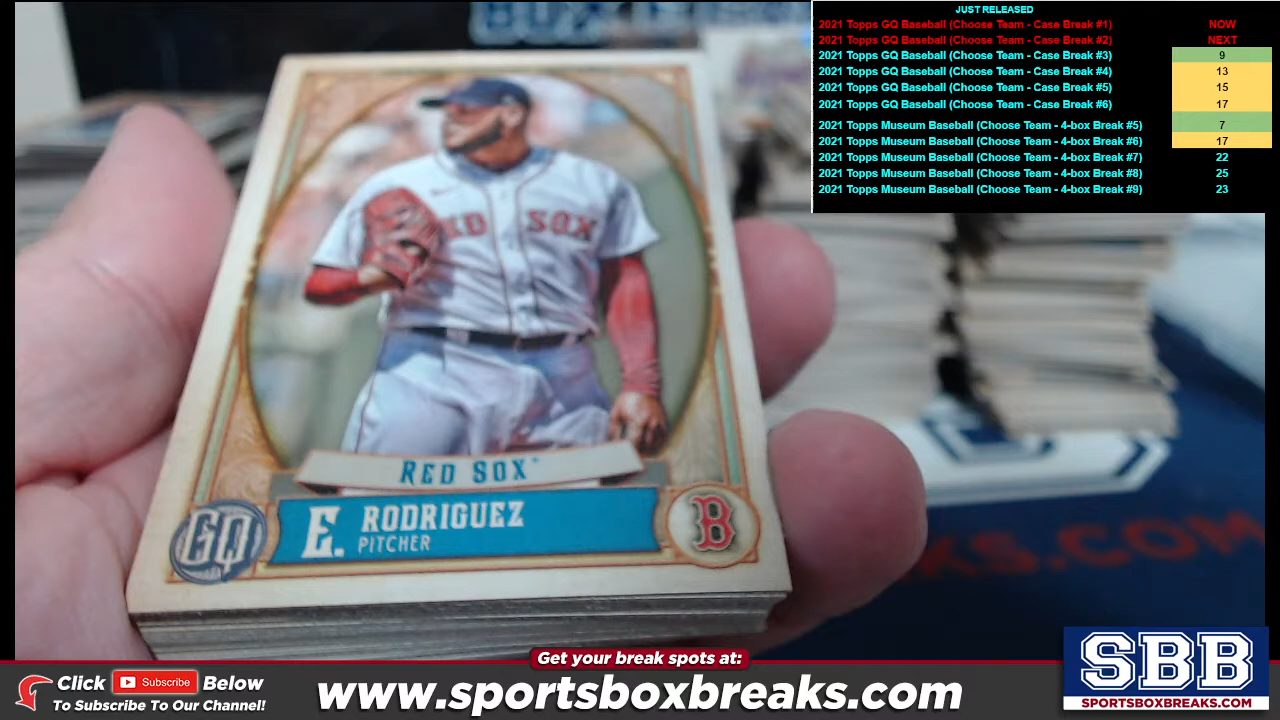 JUST RELEASED
2021 Topps GQ Baseball (Choose Team - Case Break #1) NOW
2021 Topps GQ Baseball (Choose Team - Case Break #2) NEXT
2021 Topps GQ Baseball (Choose Team - Case Break #3) 9
2021 Topps GQ Baseball (Choose Team - Case Break #4) 13
2021 Topps GQ Baseball (Choose Team - Case Break #5) 15
2021 Topps GQ Baseball (Choose Team - Case Break #6) 17
2021 Topps Museum Baseball (Choose Team - 4-box Break #5) 7
2021 Topps Museum Baseball (Choose Team - 4-box Break #6) 17
2021 Topps Museum Baseball (Choose Team - 4-box Break #7) 22
2021 Topps Museum Baseball (Choose Team - 4-box Break #8) 25
2021 Topps Museum Baseball (Choose Team - 4-box Break #9) 23
RED SOX
RED SOX
E. RODRIGUEZ
PITCHER
GQ
B
KS.COM
Get your break spots at:
Click Subscribe Below
To Subscribe To Our Channel!
www.sportsboxbreaks.com
SBB
SPORTSBOXBREAKS.COM